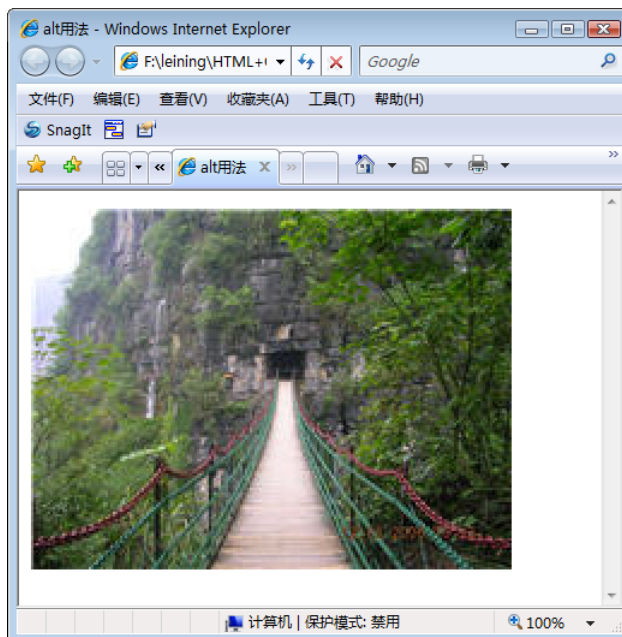 alt用法 - Windows Internet Explorer
F:\leining\HTML+(
Google
文件(F) 编辑(E) 查看(V) 收藏夹(A) 工具(T) 帮助(H)
SnagIt
alt用法
计算机 | 保护模式: 禁用
100%